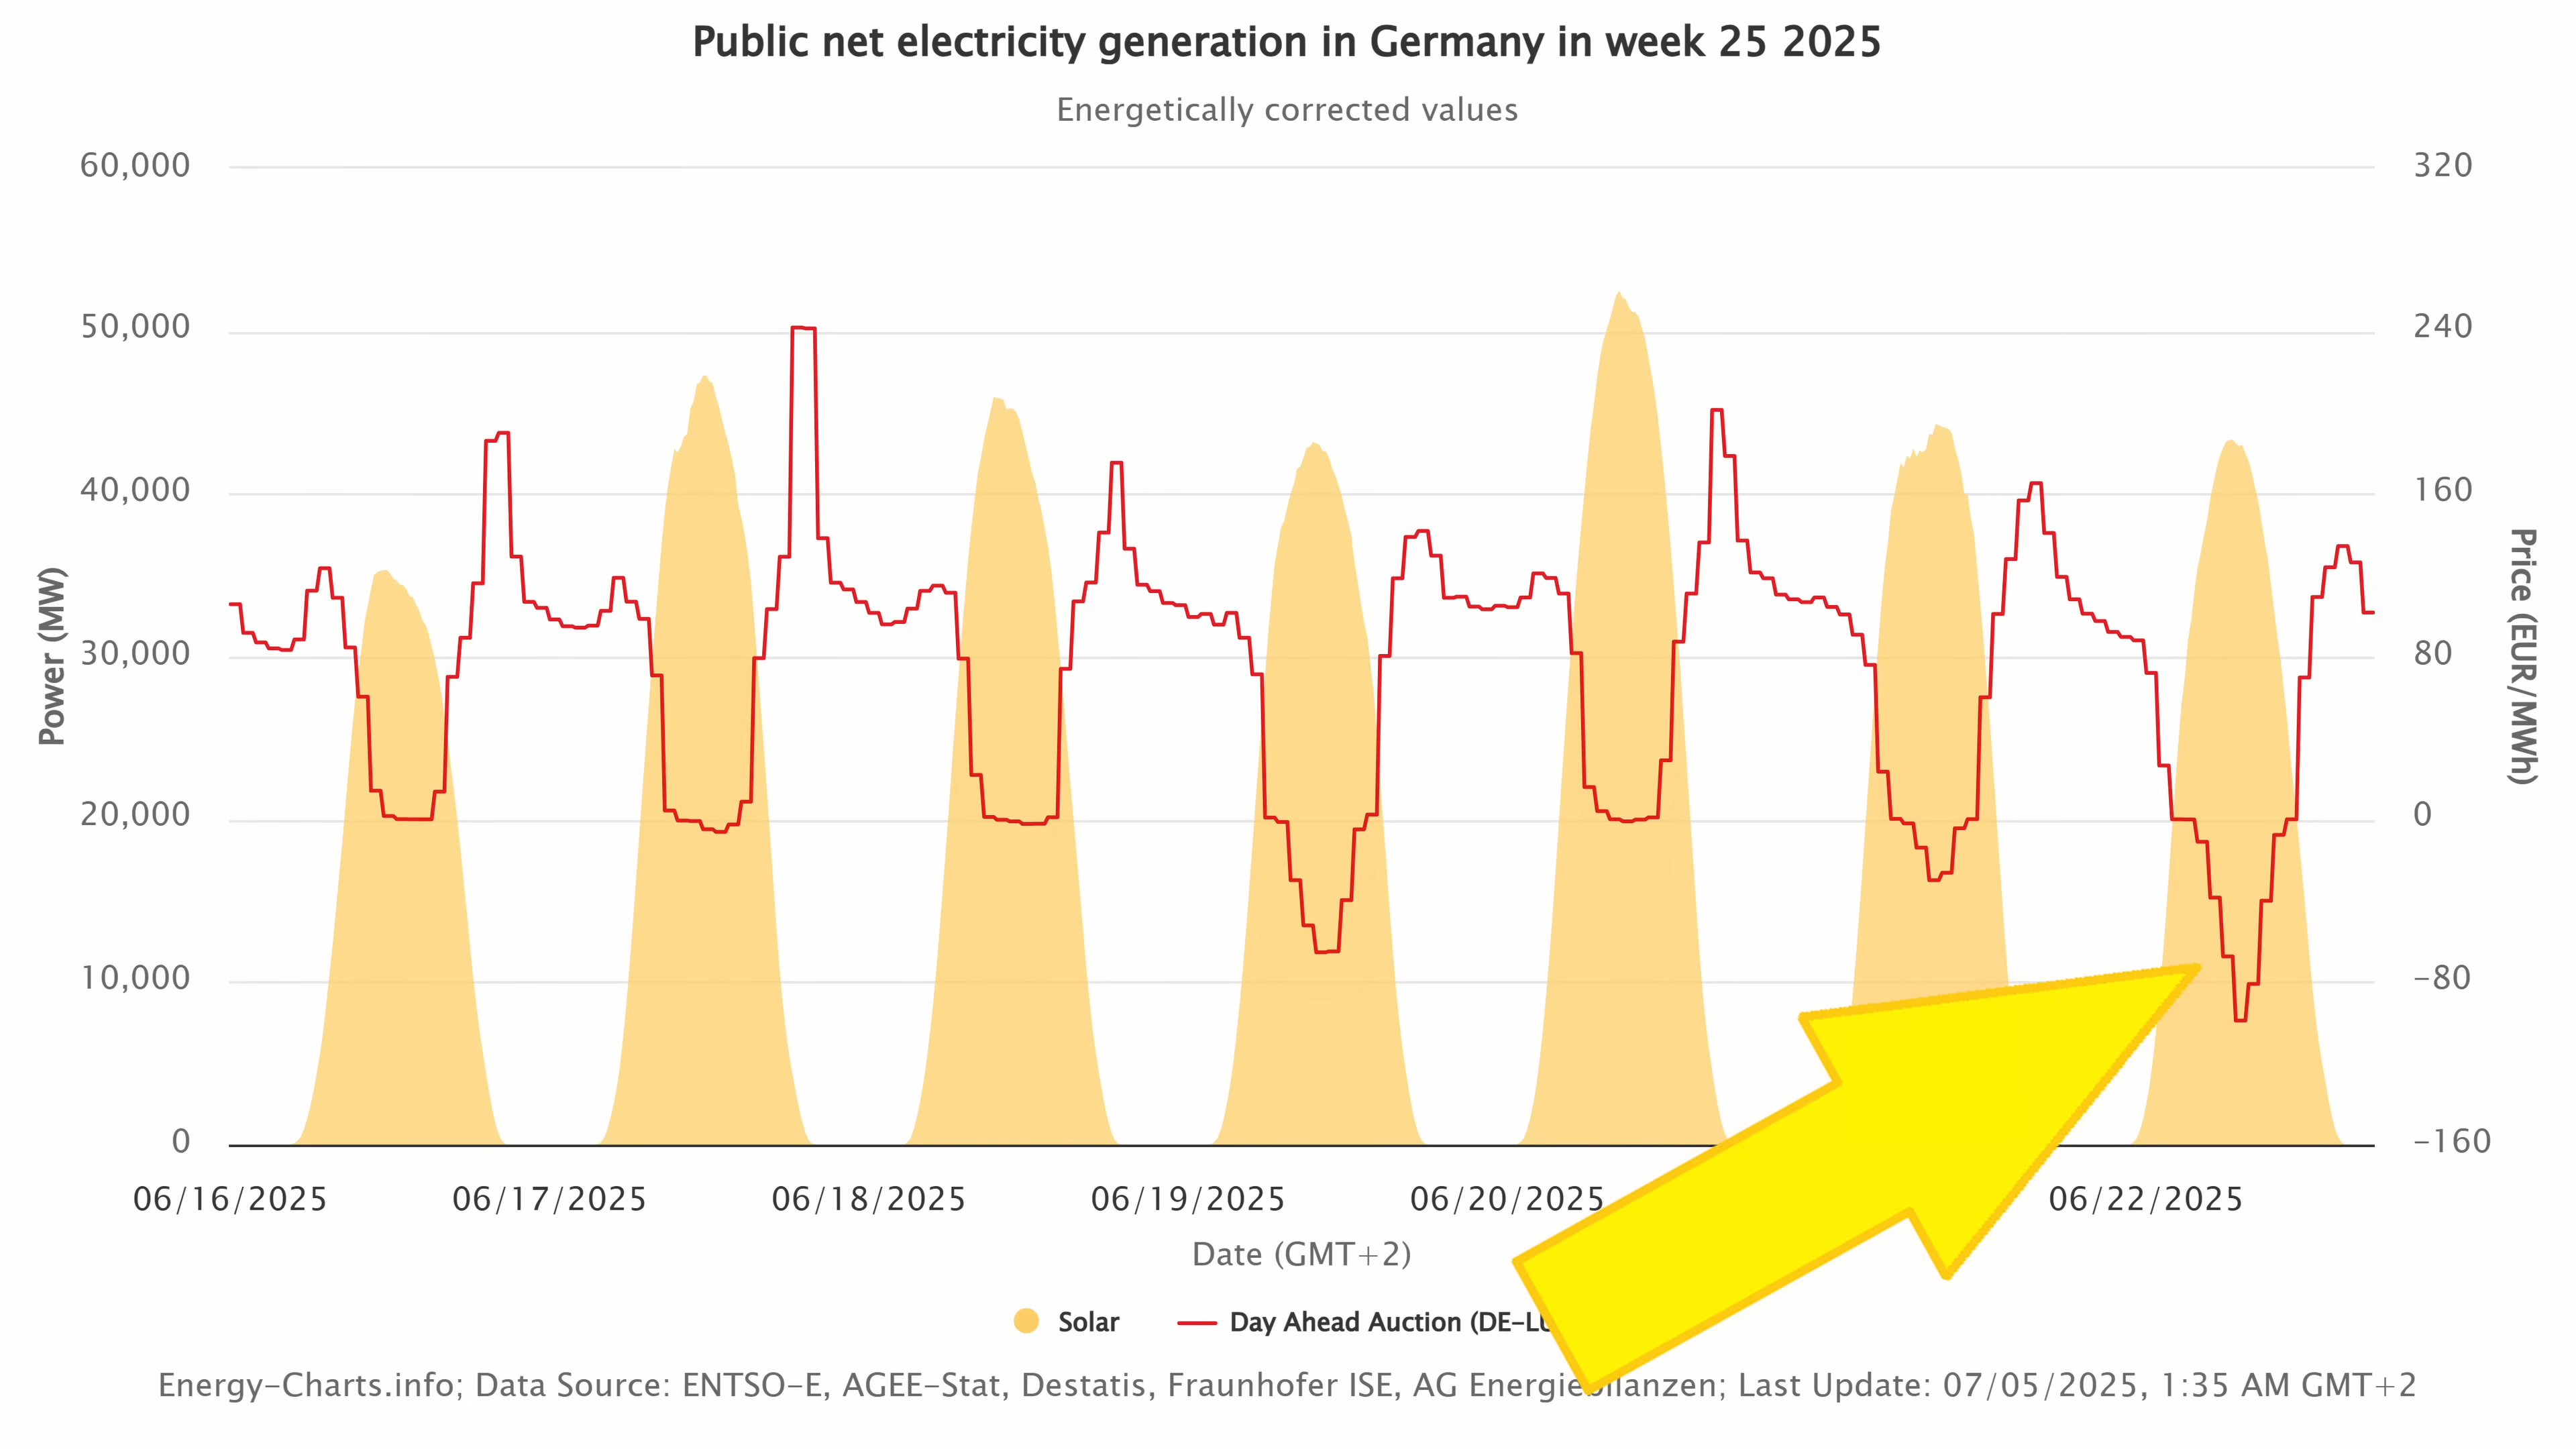 Public net electricity generation in Germany in week 25 2025
Energetically corrected values
60,000
50,000
40,000
30,000
20,000
10,000
0
Power (MW)
320
240
160
80
0
−80
−160
Price (EUR/MWh)
06/16/2025 06/17/2025 06/18/2025 06/19/2025 06/20/2025 06/22/2025
Date (GMT+2)
Solar Day Ahead Auction
Energy-Charts.info; Data Source: ENTSO-E, AGEE-Stat, Destatis, Fraunhofer ISE, AG Last Update: 07/05/2025, 1:35 AM GMT+2